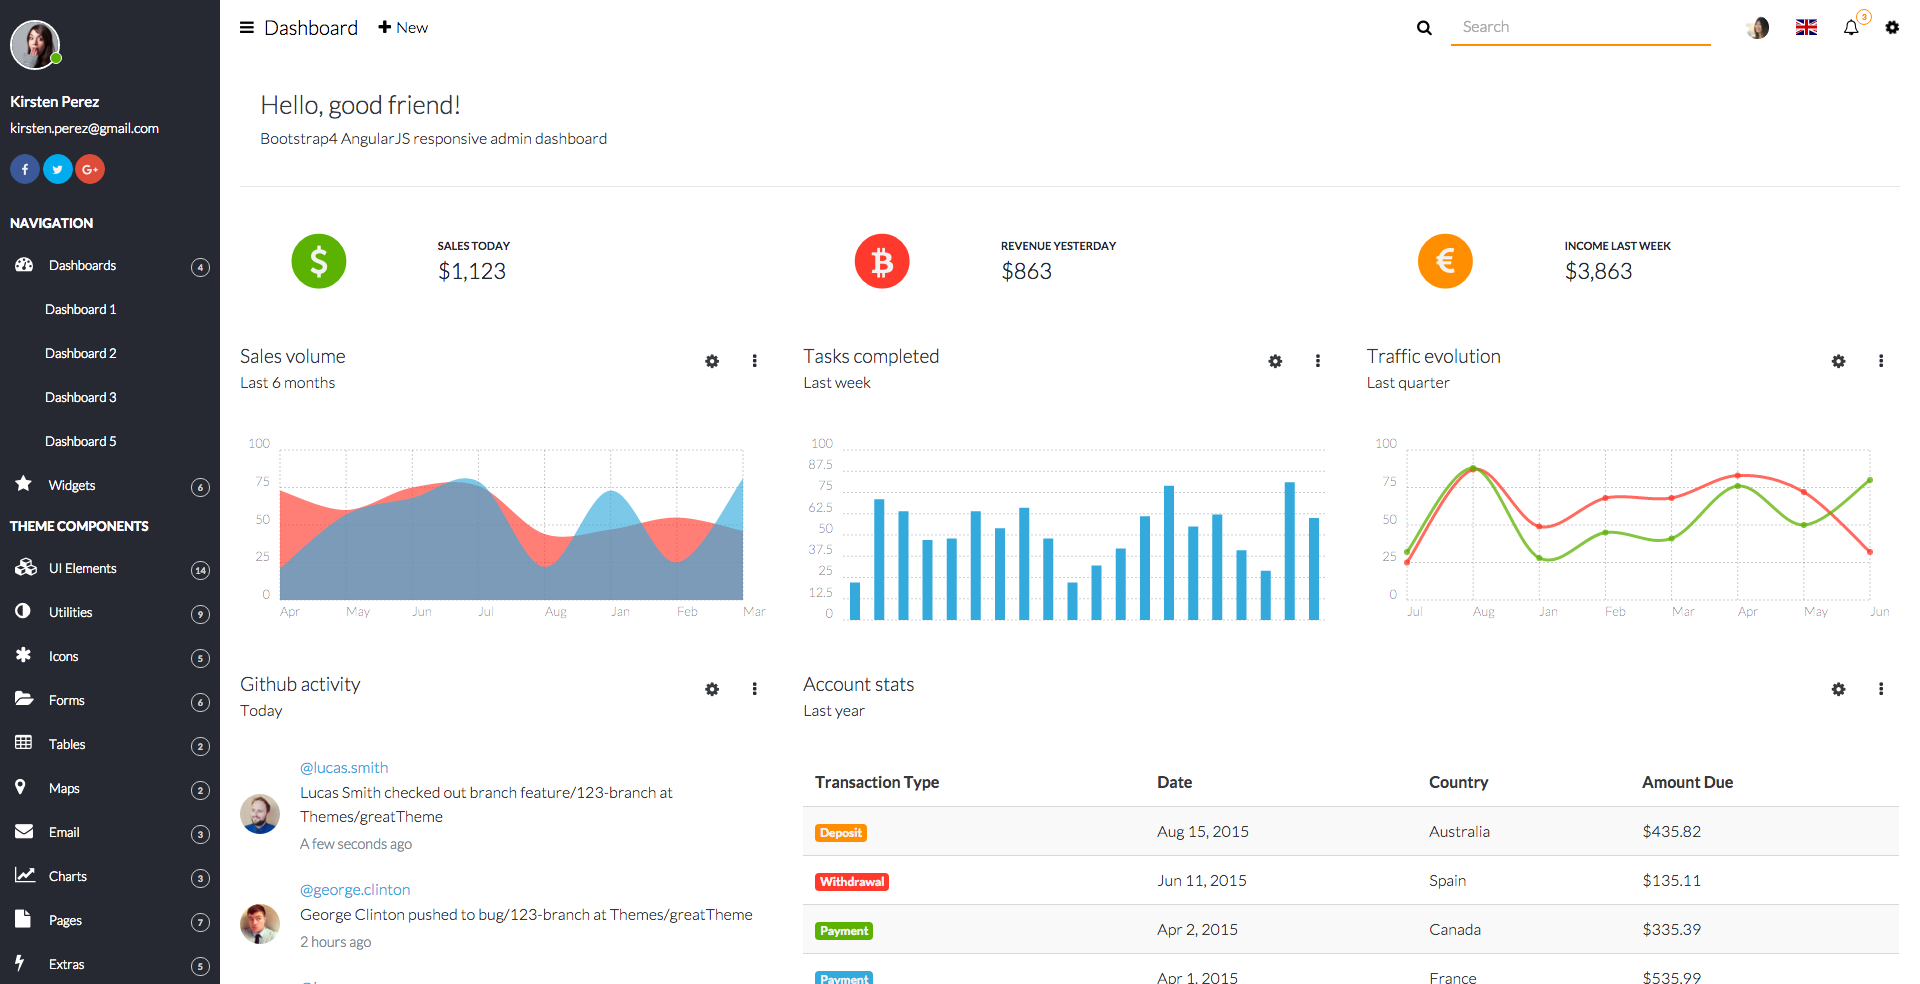 Kirsten Perez
kirsten.perez@gmail.com
f
G+
NAVIGATION
Dashboards 4
Dashboard 1
Dashboard 2
Dashboard 3
Dashboard 5
Widgets 6
THEME COMPONENTS
UI Elements 14
Utilities 9
Icons 5
Forms 6
Tables 2
Maps 2
Email 3
Charts 3
Pages 7
Extras 5
Dashboard New
Search
3
Hello, good friend!
Bootstrap4 AngularJS responsive admin dashboard
$
SALES TODAY
$1,123
REVENUE YESTERDAY
$863
€
INCOME LAST WEEK
$3,863
Sales volume
Last 6 months
100
75
50
25
0
Apr May Jun Jul Aug Jan Feb Mar
Tasks completed
Last week
100
87.5
75
62.5
50
37.5
25
12.5
0
Traffic evolution
Last quarter
100
75
50
25
0
Jul Aug Jan Feb Mar Apr May Jun
Github activity
Today
@lucas.smith
Lucas Smith checked out branch feature/123-branch at
Themes/greatTheme
A few seconds ago
@george.clinton
George Clinton pushed to bug/123-branch at Themes/greatTheme
2 hours ago
Account stats
Last year
Transaction Type Date Country Amount Due
Deposit Aug 15, 2015 Australia $435.82
Withdrawal Jun 11, 2015 Spain $135.11
Payment Apr 2, 2015 Canada $335.39
Payment Apr 1, 2015 France $535.99